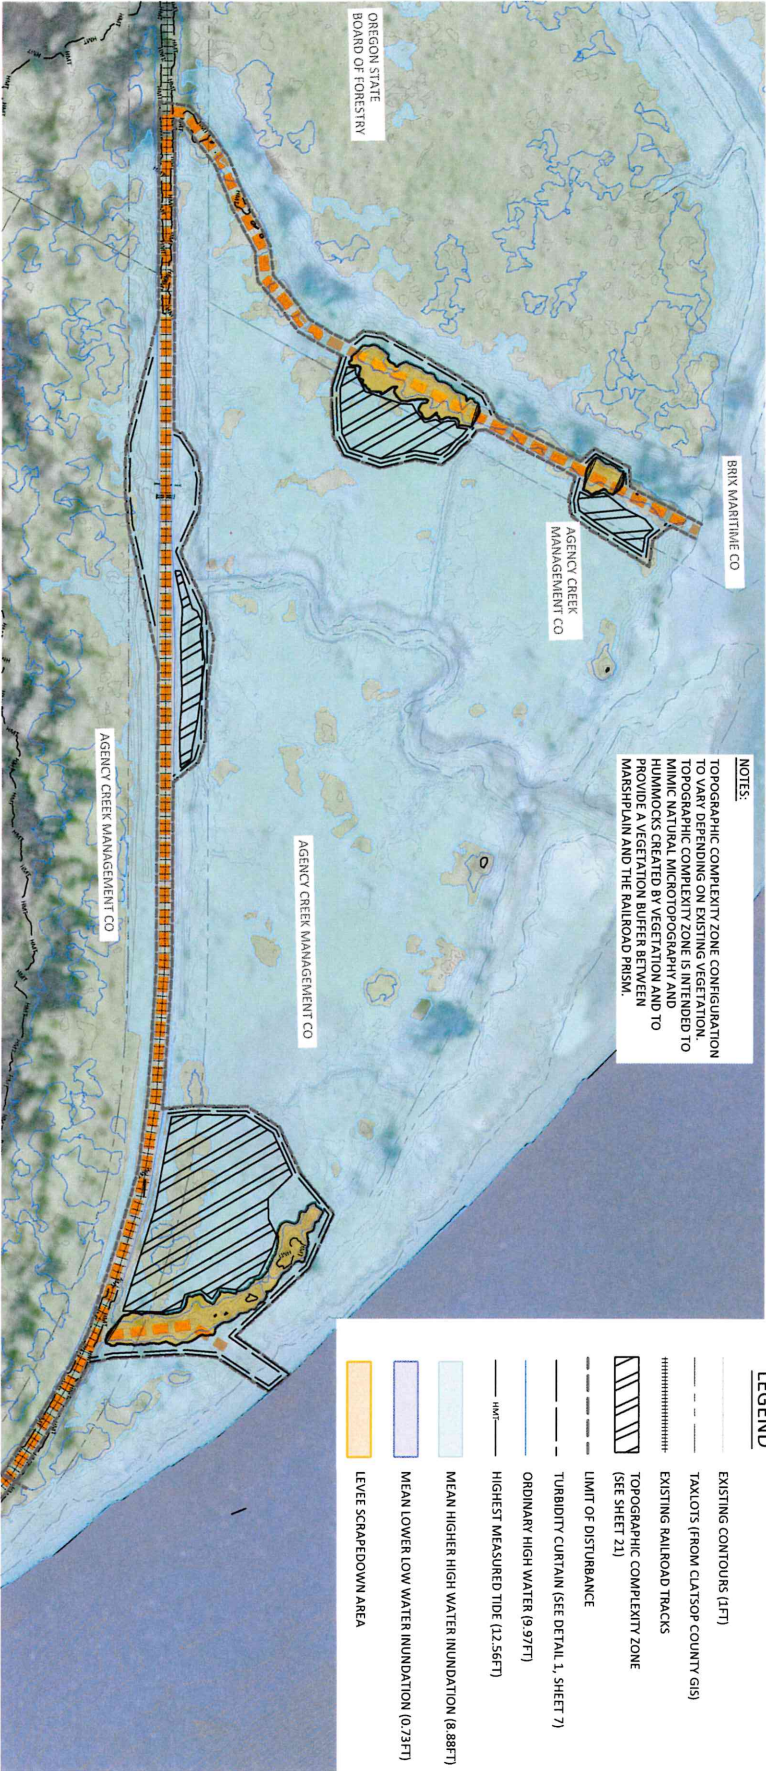 OREGON STATE
BOARD OF FORESTRY
BRIX MARITIME CO
AGENCY CREEK
MANAGEMENT CO
AGENCY CREEK MANAGEMENT CO
AGENCY CREEK MANAGEMENT CO
NOTES:
TOPOGRAPHIC COMPLEXITY ZONE CONFIGURATION
TO VARY DEPENDING ON EXISTING VEGETATION.
TOPOGRAPHIC COMPLEXITY ZONE IS INTENDED TO
MIMIC NATURAL MICROTOPOGRAPHY AND
HUMMOCKS CREATED BY VEGETATION AND TO
PROVIDE A VEGETATION BUFFER BETWEEN
MARSHPLAIN AND THE RAILROAD PRISM.
LEGEND
EXISTING CONTOURS (1FT)
TAXLOTS (FROM CLATSOP COUNTY GIS)
EXISTING RAILROAD TRACKS
TOPOGRAPHIC COMPLEXITY ZONE
(SEE SHEET 21)
LIMIT OF DISTURBANCE
TURBIDITY CURTAIN (SEE DETAIL 1, SHEET 7)
ORDINARY HIGH WATER (9.97FT)
HMT
HIGHEST MEASURED TIDE (12.56FT)
MEAN HIGHER HIGH WATER INUNDATION (8.88FT)
MEAN LOWER LOW WATER INUNDATION (0.73FT)
LEVEE SCRAPEDOWN AREA